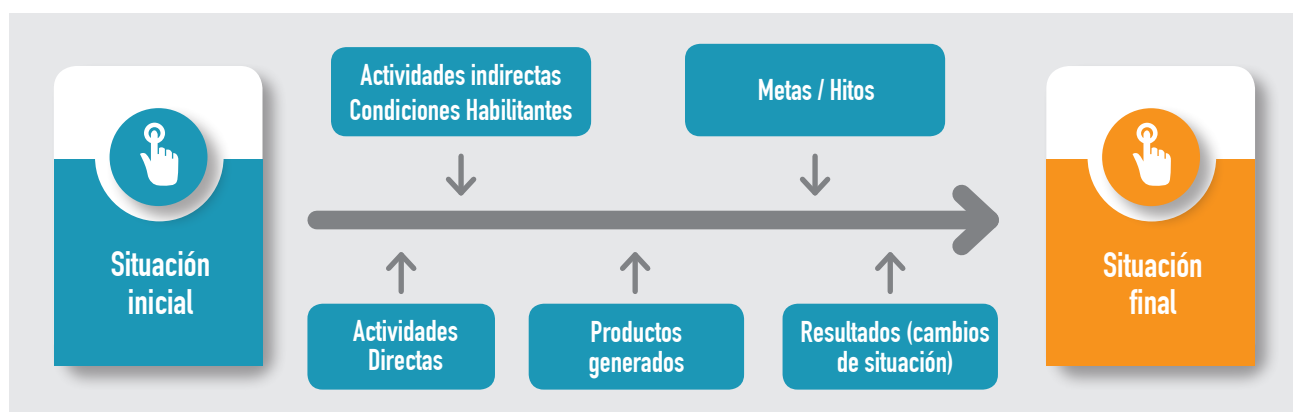 Situación
inicial
Actividades indirectas
Condiciones Habilitantes
Metas / Hitos
Actividades
Directas
Productos
generados
Resultados (cambios
de situación)
Situación
final